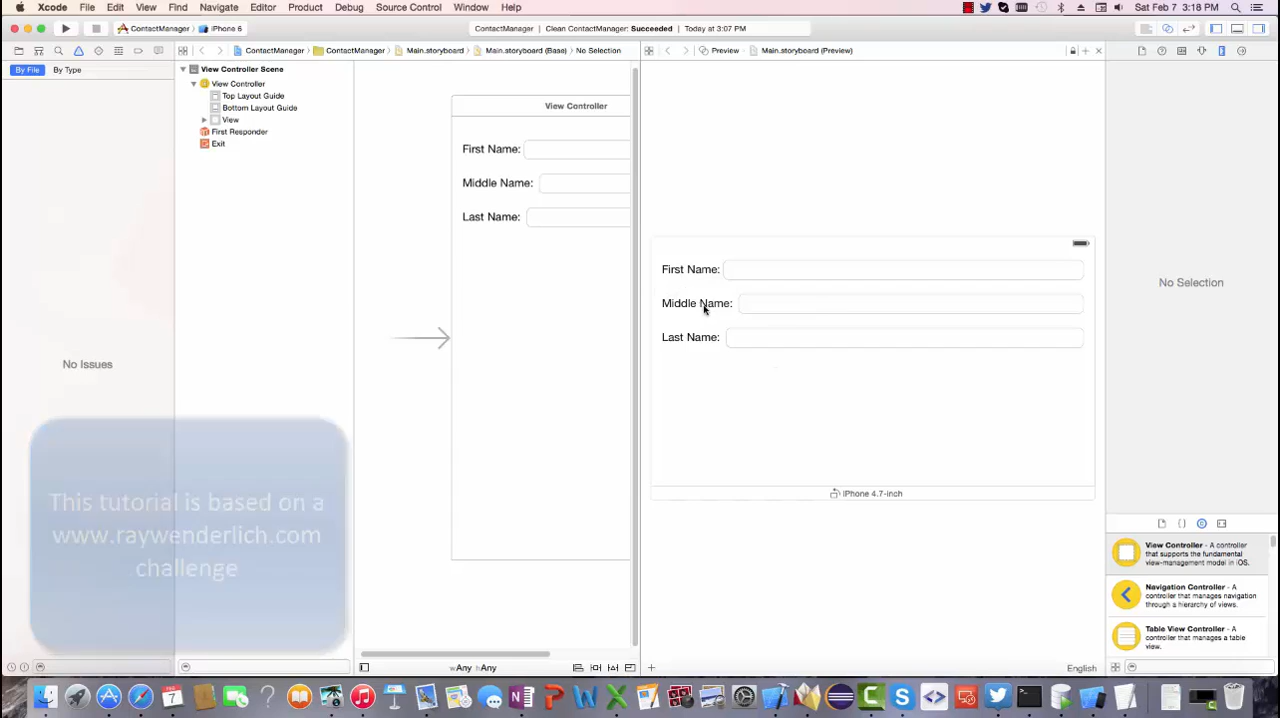 Xcode File Edit View Find Navigate Editor Product Debug Source Control Window Help Sat Feb 7 3:18 PM
ContactManager iPhone 6 ContactManager | Clean ContactManager: Succeeded | Today at 3:07 PM
ContactManager ContactManager Main.storyboard Main.storyboard (Base) No Selection Preview Main.storyboard (Preview)
By File By Type
View Controller Scene
View Controller
Top Layout Guide
Bottom Layout Guide
View
First Responder
Exit
No Issues
View Controller
First Name:
Middle Name:
Last Name:
First Name:
Middle Name:
Last Name:
iPhone 4.7-inch
wAny hAny
English
No Selection
View Controller - A controller
that supports the fundamental
view-management model in iOS.
Navigation Controller - A
controller that manages navigation
through a hierarchy of views.
Table View Controller - A
controller that manages a table
view.
This tutorial is based on a
www.raywenderlich.com
challenge